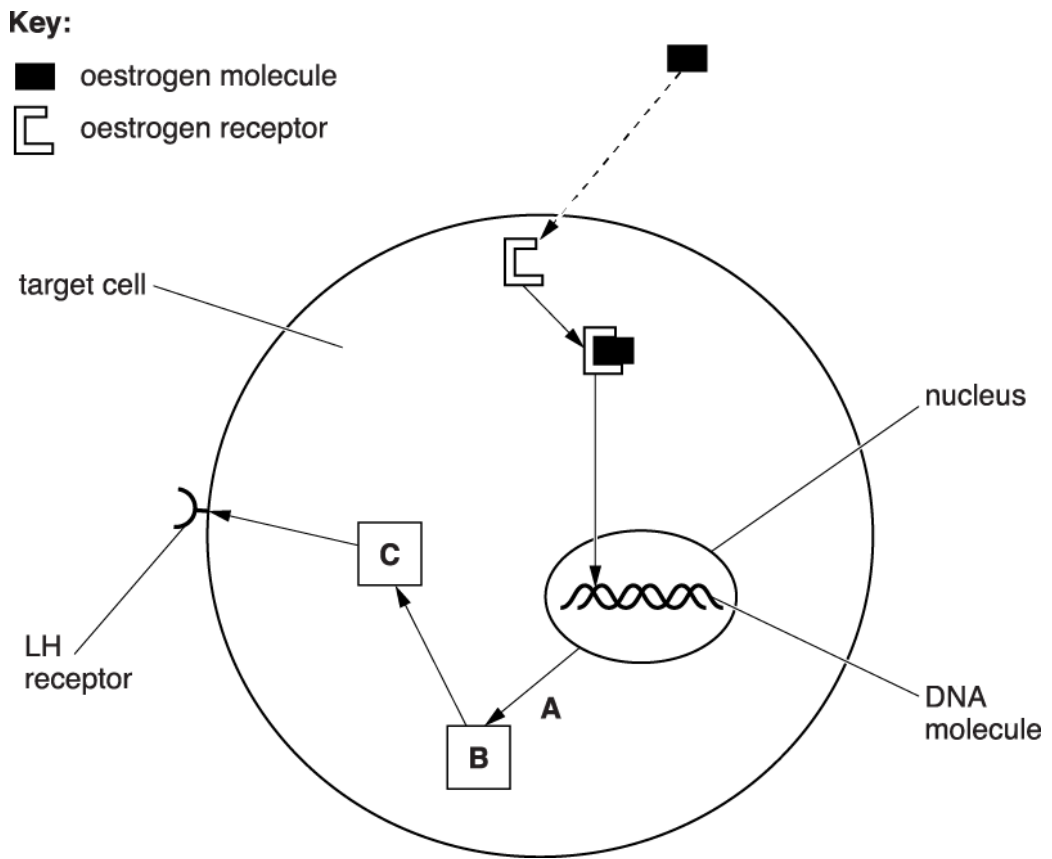 Key:
oestrogen molecule
oestrogen receptor
target cell
nucleus
C
LH
receptor
A
DNA
molecule
B